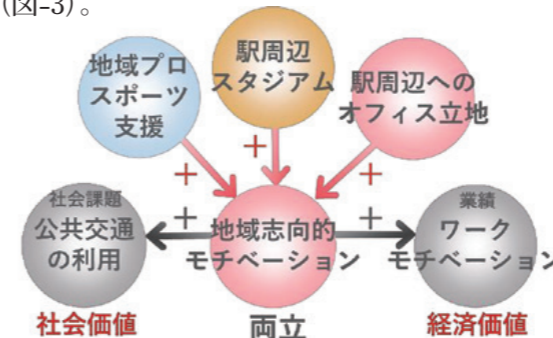 (図-3)。
地域プロ
スポーツ
支援
駅周辺
スタジアム
駅周辺への
オフィス立地
+
+
+
社会課題
公共交通
の利用
+
地域志向的
モチベーション
+
業績
ワーク
モチベーション
社会価値
両立
経済価値